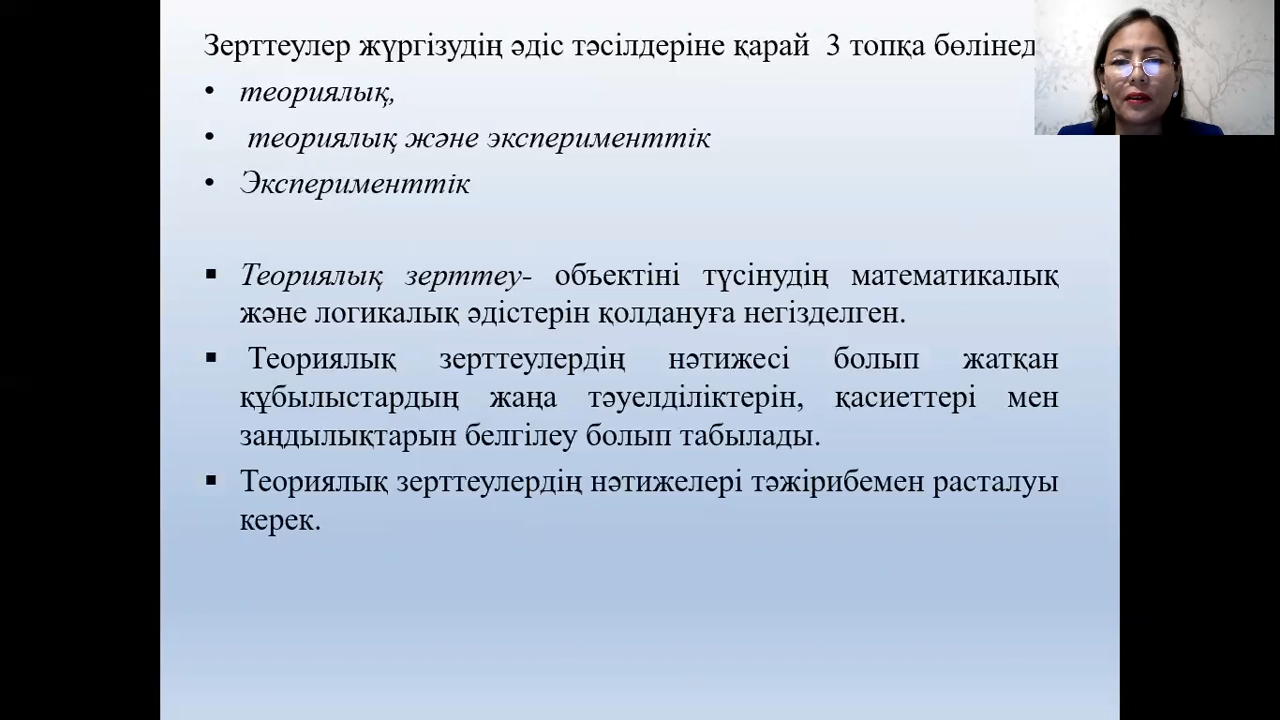 Зерттеулер жүргізудің әдіс тәсілдеріне қарай 3 топқа бөлінед
• теориялық,
• теориялық және эксперименттік
• Эксперименттік
▪ Теориялық зерттеу- объектіні түсінудің математикалық
және логикалық әдістерін қолдануға негізделген.
▪ Теориялық зерттеулердің нәтижесі болып жатқан
құбылыстардың жаңа тәуелділіктерін, қасиеттері мен
заңдылықтарын белгілеу болып табылады.
▪ Теориялық зерттеулердің нәтижелері тәжірибемен расталуы
керек.